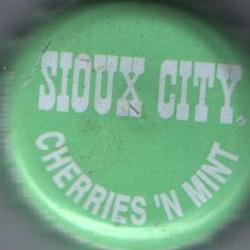 SIOUX CITY
CHERRIES 'N MINT